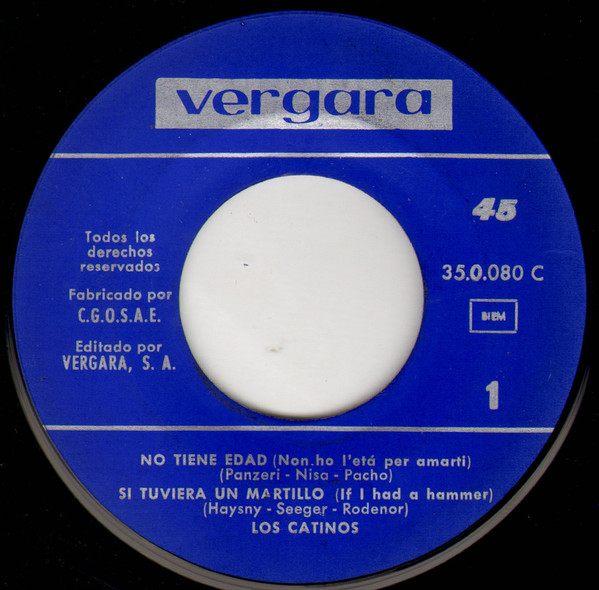 vergara
45
Todos los
derechos
reservados
Fabricado por
C.G.O.S.A.E.
Editado por
VERGARA, S. A.
35.0.080 C
BIEM
1
NO TIENE EDAD (Non.ho l'etá per amarti)
(Panzeri - Nisa - Pacho)
SI TUVIERA UN MARTILLO (If I had a hammer)
(Haysny - Seeger - Rodenor)
LOS CATINOS